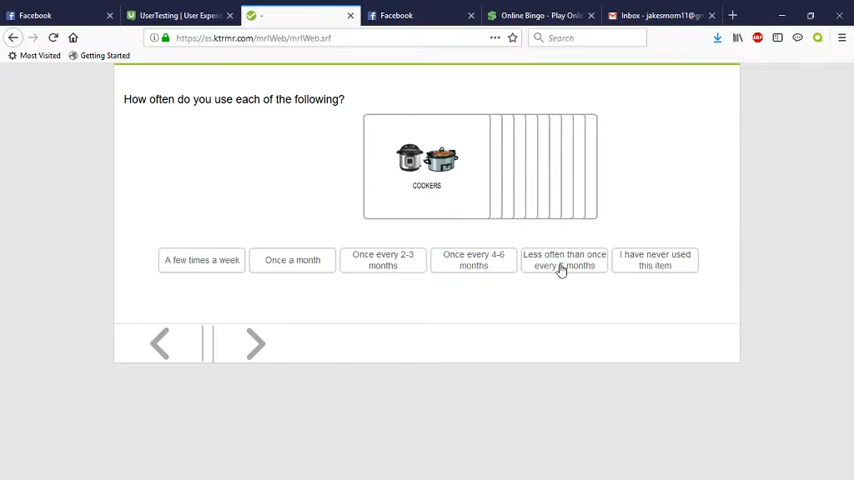 Facebook
UserTesting | User Experi
-
Facebook
Online Bingo - Play Onli
Inbox - jakesmom11@g
https://ss.ktrmr.com/mrIWeb/mrIWeb.srf
Search
Most Visited
Getting Started
How often do you use each of the following?
COOKERS
A few times a week
Once a month
Once every 2-3
months
Once every 4-6
months
Less often than once
every 6 months
I have never used
this item